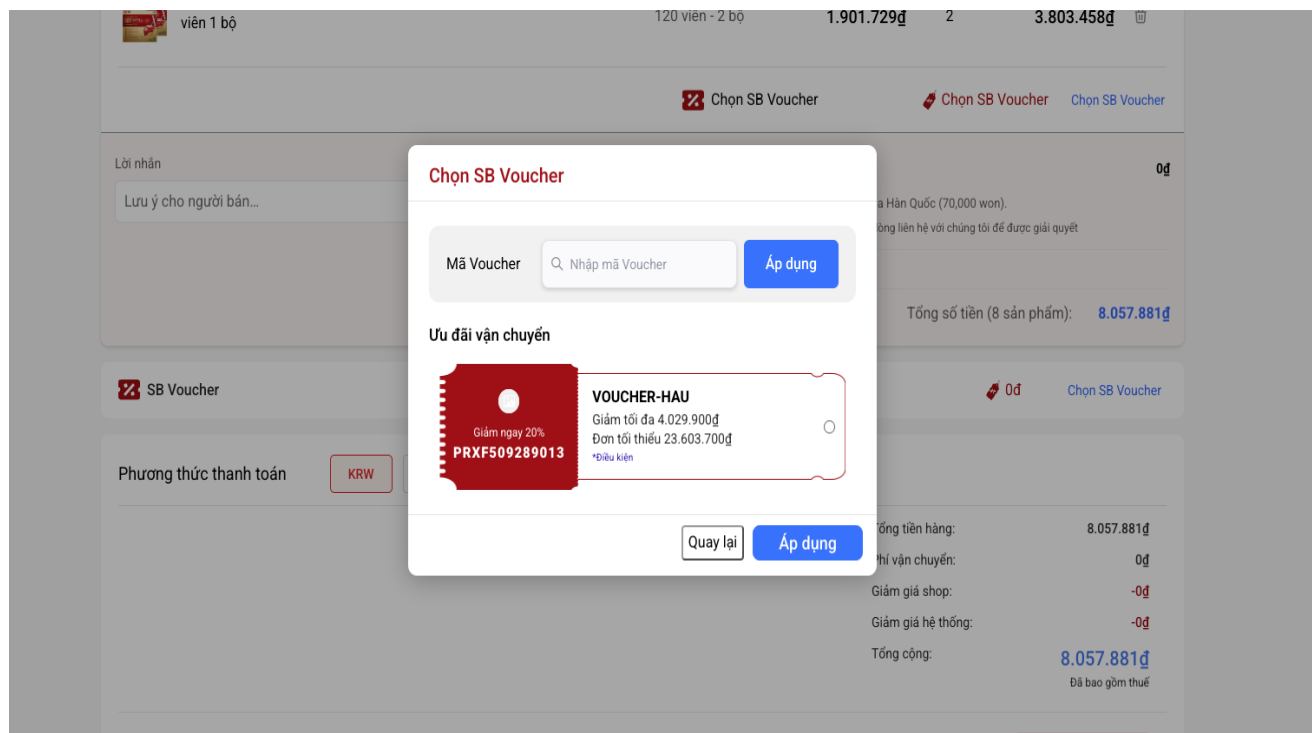 viên 1 bộ
120 viên - 2 bộ 1.901.729₫ 2 3.803.458₫
Chọn SB Voucher Chọn SB Voucher Chọn SB Voucher
Lời nhắn
Lưu ý cho người bán...
0₫
a Hàn Quốc (70,000 won).
lòng liên hệ với chúng tôi để được giải quyết
Tổng số tiền (8 sản phẩm): 8.057.881₫
Chọn SB Voucher
Mã Voucher Nhập mã Voucher Áp dụng
Ưu đãi vận chuyển
Giảm ngay 20%
PRXF509289013
VOUCHER-HAU
Giảm tối đa 4.029.900₫
Đơn tối thiểu 23.603.700₫
*Điều kiện
Quay lại Áp dụng
SB Voucher 0đ Chọn SB Voucher
Phương thức thanh toán KRW
Tổng tiền hàng: 8.057.881₫
Phí vận chuyển: 0₫
Giảm giá shop: -0₫
Giảm giá hệ thống: -0₫
Tổng cộng: 8.057.881₫
Đã bao gồm thuế